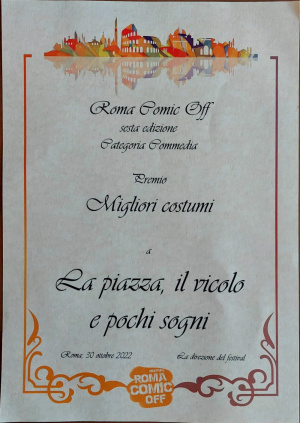 Roma Comic Off
sesta edizione
Categoria Commedia
Premio
Migliori costumi
a
La piazza, il vicolo
e pochi sogni
Roma, 30 ottobre 2022
La direzione del festival
ROMA
COMIC
OFF